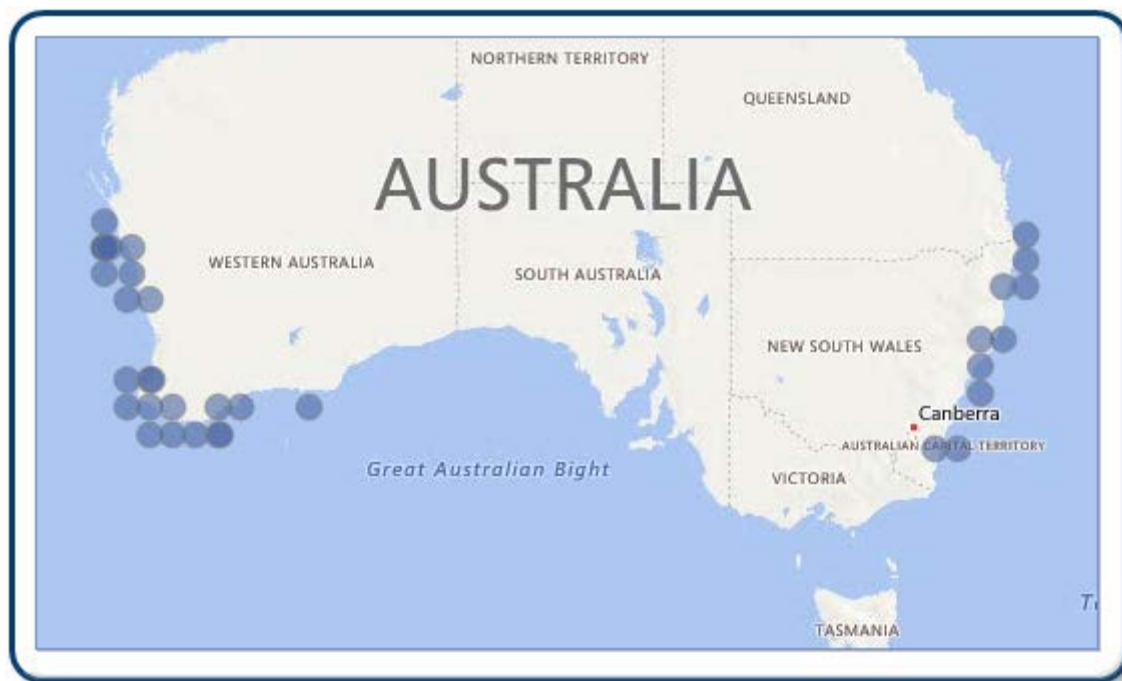 NORTHERN TERRITORY
QUEENSLAND
AUSTRALIA
WESTERN AUSTRALIA
SOUTH AUSTRALIA
NEW SOUTH WALES
Canberra
AUSTRALIAN CAPITAL TERRITORY
Great Australian Bight
VICTORIA
TASMANIA